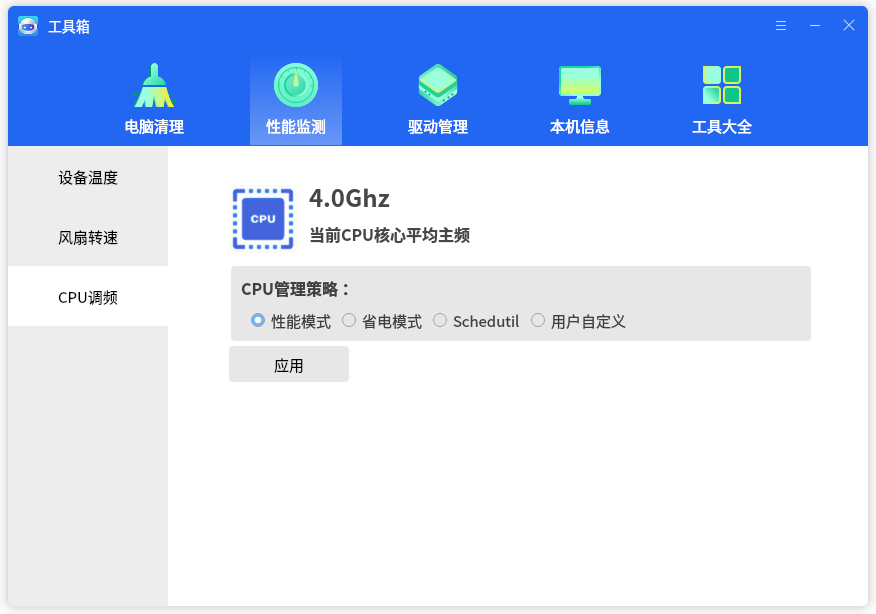 工具箱
电脑清理 性能监测 驱动管理 本机信息 工具大全
设备温度
风扇转速
CPU调频
CPU
4.0Ghz
当前CPU核心平均主频
CPU管理策略：
性能模式 省电模式 Schedutil 用户自定义
应用